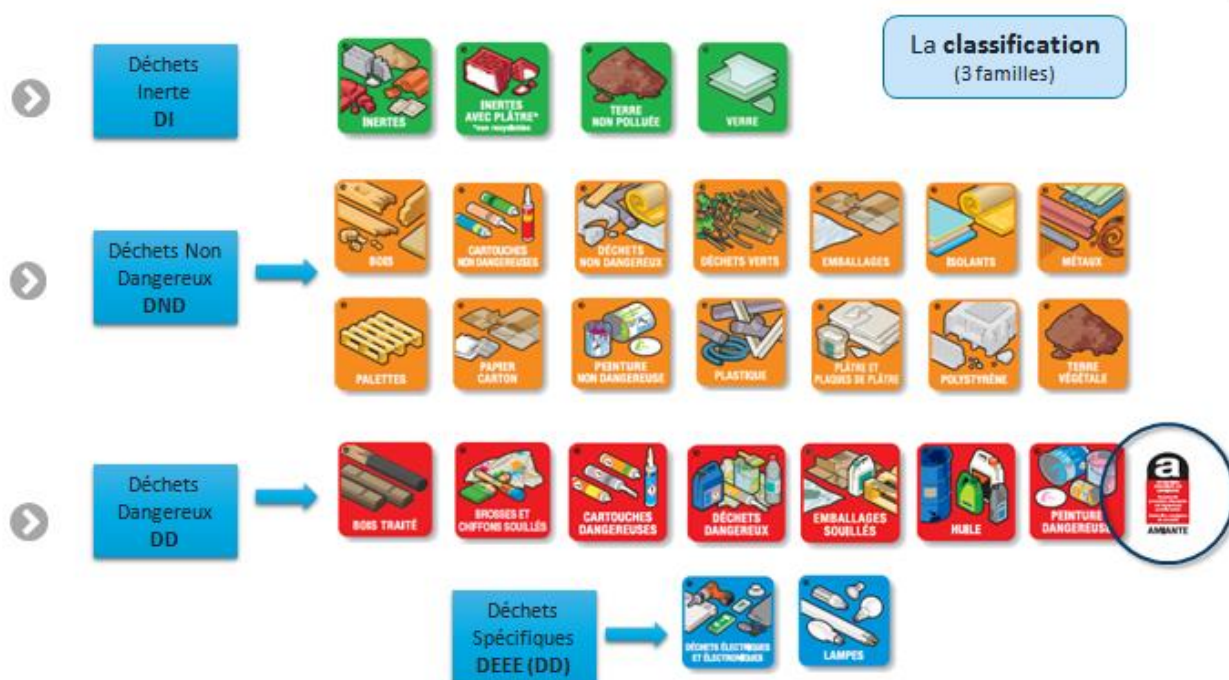 La classification
(3 familles)
Déchets
Inerte
DI
INERTES
INERTES
AVEC PLÂTRE*
*non recyclables
TERRE
NON POLLUÉE
VERRE
Déchets Non
Dangereux
DND
BOIS
CARTOUCHES
NON DANGEREUSES
DÉCHETS
NON DANGEREUX
DÉCHETS VERTS
EMBALLAGES
ISOLANTS
MÉTAUX
PALETTES
PAPIER
CARTON
PEINTURE
NON DANGEREUSE
PLASTIQUE
PLÂTRE ET
PLAQUES DE PLÂTRE
POLYSTYRÈNE
TERRE
VÉGÉTALE
Déchets
Dangereux
DD
BOIS TRAITÉ
BROSSES ET
CHIFFONS SOUILLÉS
CARTOUCHES
DANGEREUSES
DÉCHETS
DANGEREUX
EMBALLAGES
SOUILLÉS
HUILE
PEINTURE
DANGEREUSE
a
AMIANTE
Déchets
Spécifiques
DEEE (DD)
DÉCHETS ÉLECTRIQUES
ET ÉLECTRONIQUES
LAMPES